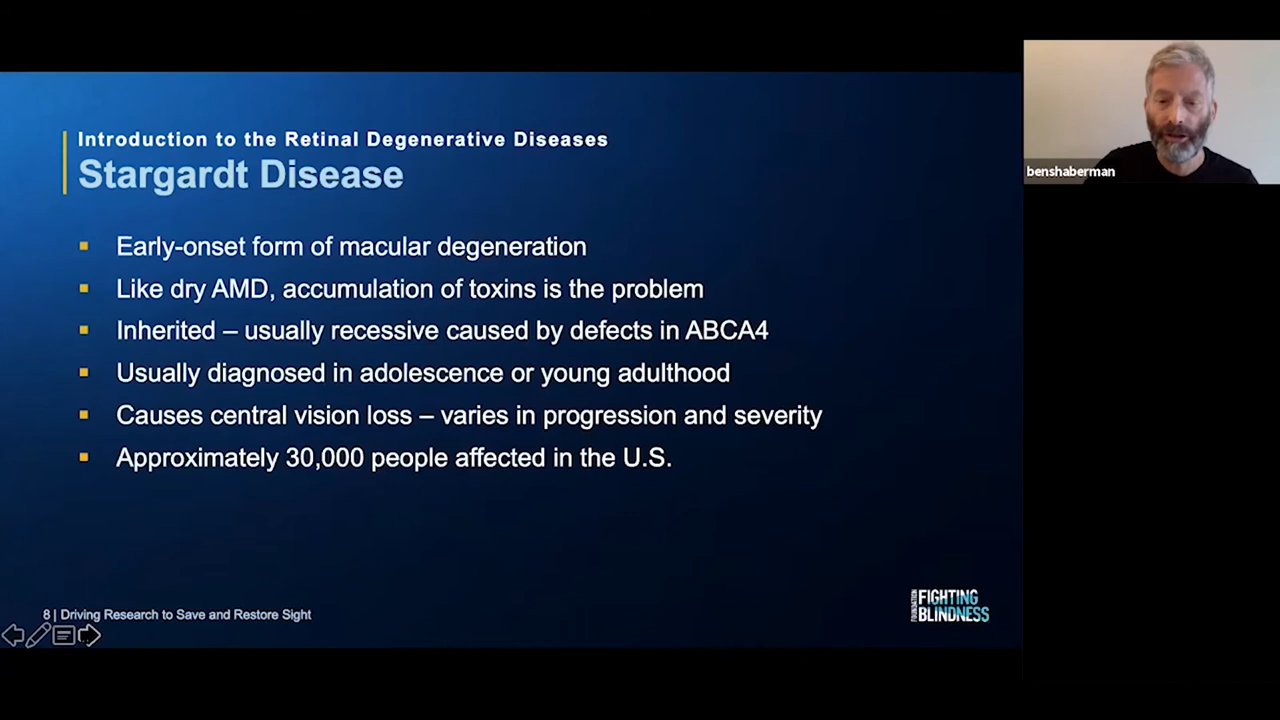 Introduction to the Retinal Degenerative Diseases
Stargardt Disease
Early-onset form of macular degeneration
Like dry AMD, accumulation of toxins is the problem
Inherited – usually recessive caused by defects in ABCA4
Usually diagnosed in adolescence or young adulthood
Causes central vision loss – varies in progression and severity
Approximately 30,000 people affected in the U.S.
8 | Driving Research to Save and Restore Sight
FOUNDATION
FIGHTING
BLINDNESS
benshaberman